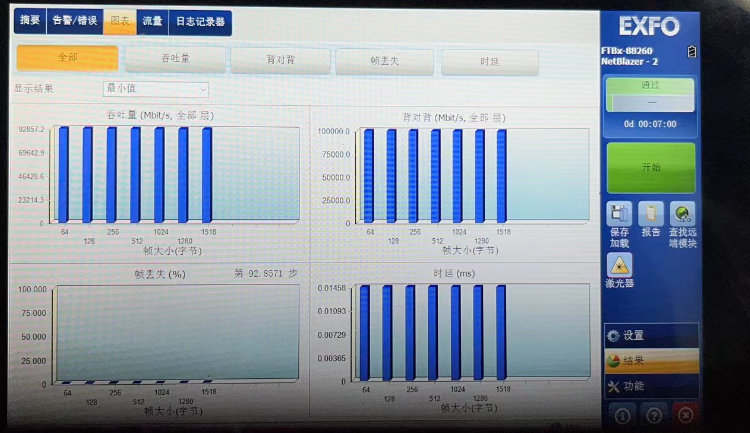 摘要 告警/错误 图表 流量 日志记录器
全部 吞吐量 背对背 帧丢失 时延
显示结果 最小值
吞吐量 (Mbit/s, 全部 层)
92857.2
69642.9
46428.6
23214.3
0
64 128 256 512 1024 1280 1518
帧大小(字节)
背对背 (Mbit/s, 全部 层)
100000.0
75000.0
50000.0
25000.0
0
64 128 256 512 1024 1280 1518
帧大小(字节)
帧丢失 (%) 第 92.8571 步
100.000
75.000
50.000
25.000
0
64 128 256 512 1024 1280 1518
帧大小(字节)
时延 (ms)
0.01458
0.01093
0.00729
0.00365
0
64 128 256 512 1024 1280 1518
帧大小(字节)
EXFO
FTBx-88260
NetBlazer - 2
通过
—
0d 00:07:00
开始
保存
加载
报告
查找远
端模块
激光器
设置
结果
功能